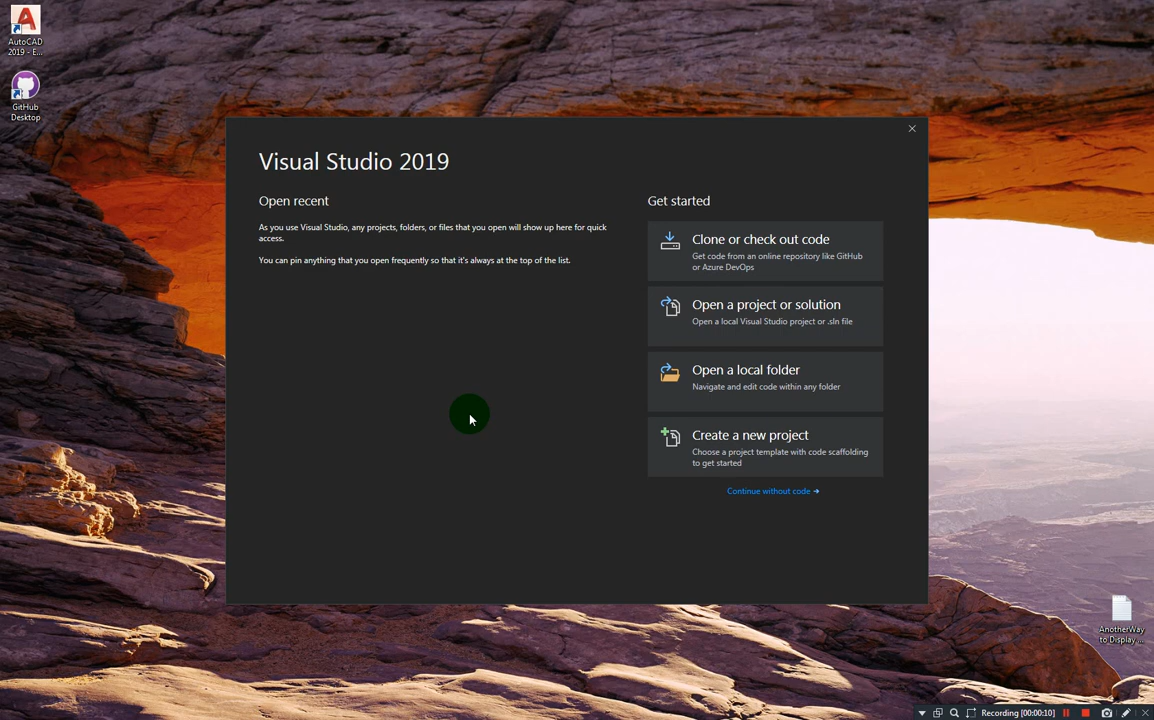 AutoCAD
2019 - E...
GitHub
Desktop
Visual Studio 2019
Open recent
As you use Visual Studio, any projects, folders, or files that you open will show up here for quick
access.
You can pin anything that you open frequently so that it's always at the top of the list.
Get started
Clone or check out code
Get code from an online repository like GitHub
or Azure DevOps
Open a project or solution
Open a local Visual Studio project or .sln file
Open a local folder
Navigate and edit code within any folder
Create a new project
Choose a project template with code scaffolding
to get started
Continue without code →
AnotherWay
to Display ...
Recording [00:00:10]